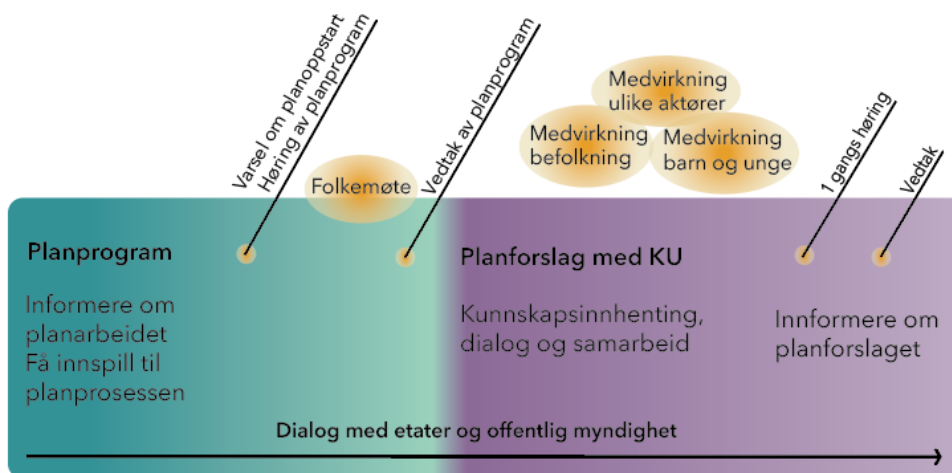 Varsel om planoppstart
Høring av planprogram
Folkemøte
Vedtak av planprogram
Medvirkning
ulike aktører
Medvirkning
befolkning
Medvirkning
barn og unge
1 gangs høring
Vedtak
Planprogram
Informere om
planarbeidet
Få innspill til
planprosessen
Planforslag med KU
Kunnskapsinnhenting,
dialog og samarbeid
Innformere om
planforslaget
Dialog med etater og offentlig myndighet